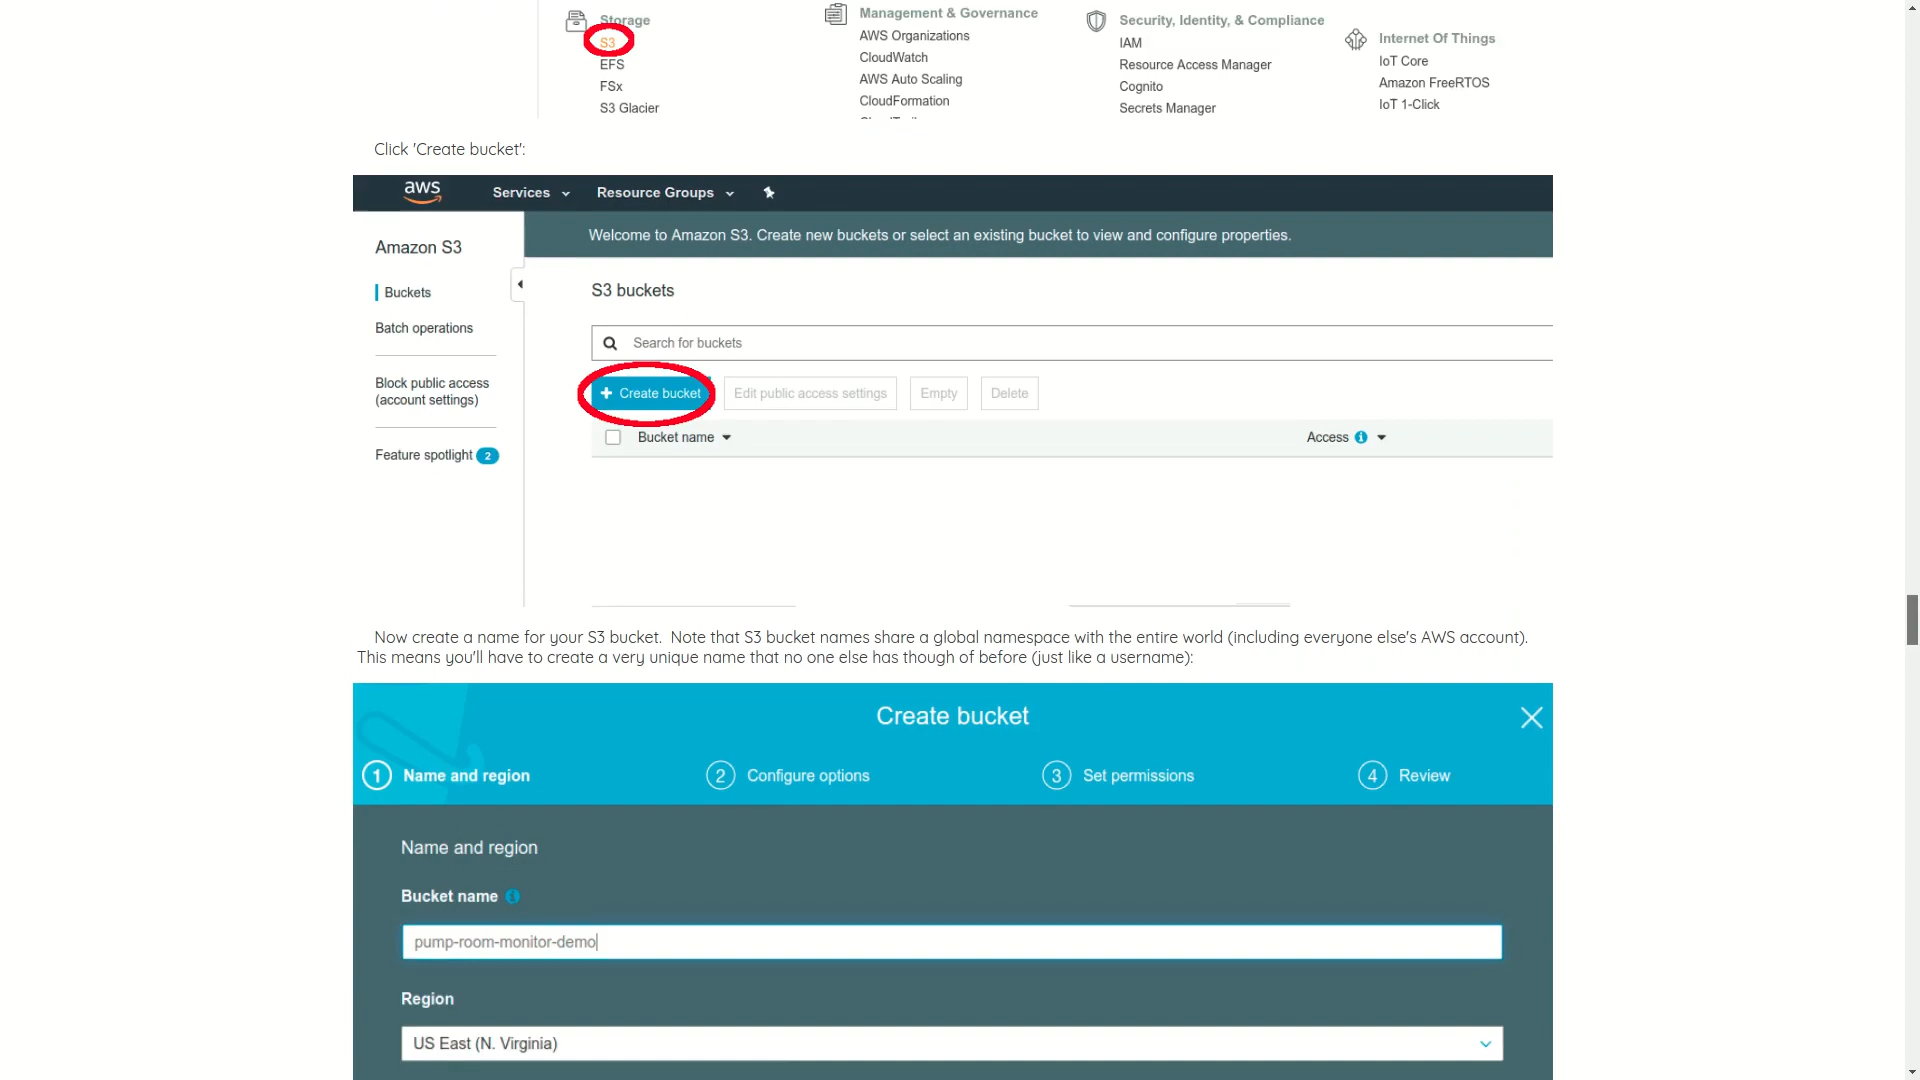 Storage
S3
EFS
FSx
S3 Glacier
Management & Governance
AWS Organizations
CloudWatch
AWS Auto Scaling
CloudFormation
Security, Identity, & Compliance
IAM
Resource Access Manager
Cognito
Secrets Manager
Internet Of Things
IoT Core
Amazon FreeRTOS
IoT 1-Click
Click 'Create bucket':
aws Services Resource Groups
Amazon S3
Buckets
Batch operations
Block public access
(account settings)
Feature spotlight 2
Welcome to Amazon S3. Create new buckets or select an existing bucket to view and configure properties.
S3 buckets
Search for buckets
+ Create bucket Edit public access settings Empty Delete
Bucket name Access
Now create a name for your S3 bucket. Note that S3 bucket names share a global namespace with the entire world (including everyone else's AWS account).
This means you'll have to create a very unique name that no one else has though of before (just like a username):
Create bucket
1 Name and region 2 Configure options 3 Set permissions 4 Review
Name and region
Bucket name
pump-room-monitor-demo
Region
US East (N. Virginia)